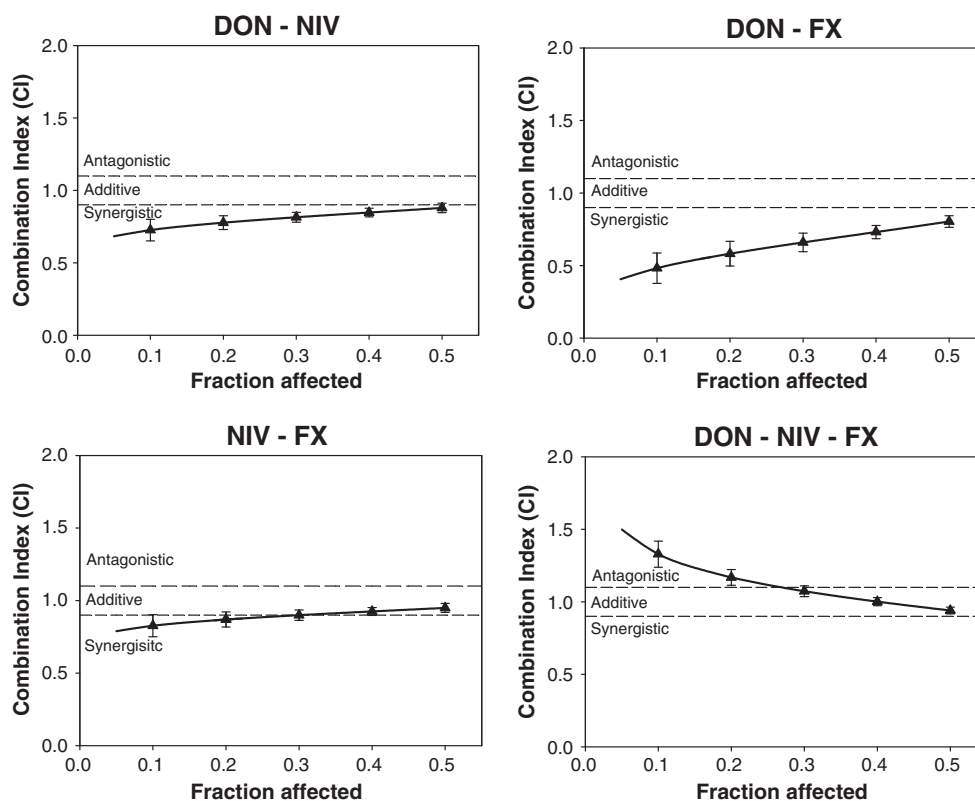 DON - NIV
Combination Index (CI)
2.0
1.5
1.0
0.5
0.0
Antagonistic
Additive
Synergistic
0.0 0.1 0.2 0.3 0.4 0.5
Fraction affected
DON - FX
Combination Index (CI)
2.0
1.5
1.0
0.5
0.0
Antagonistic
Additive
Synergistic
0.0 0.1 0.2 0.3 0.4 0.5
Fraction affected
NIV - FX
Combination Index (CI)
2.0
1.5
1.0
0.5
0.0
Antagonistic
Additive
Synergisitc
0.0 0.1 0.2 0.3 0.4 0.5
Fraction affected
DON - NIV - FX
Combination Index (CI)
2.0
1.5
1.0
0.5
0.0
Antagonistic
Additive
Synergistic
0.0 0.1 0.2 0.3 0.4 0.5
Fraction affected